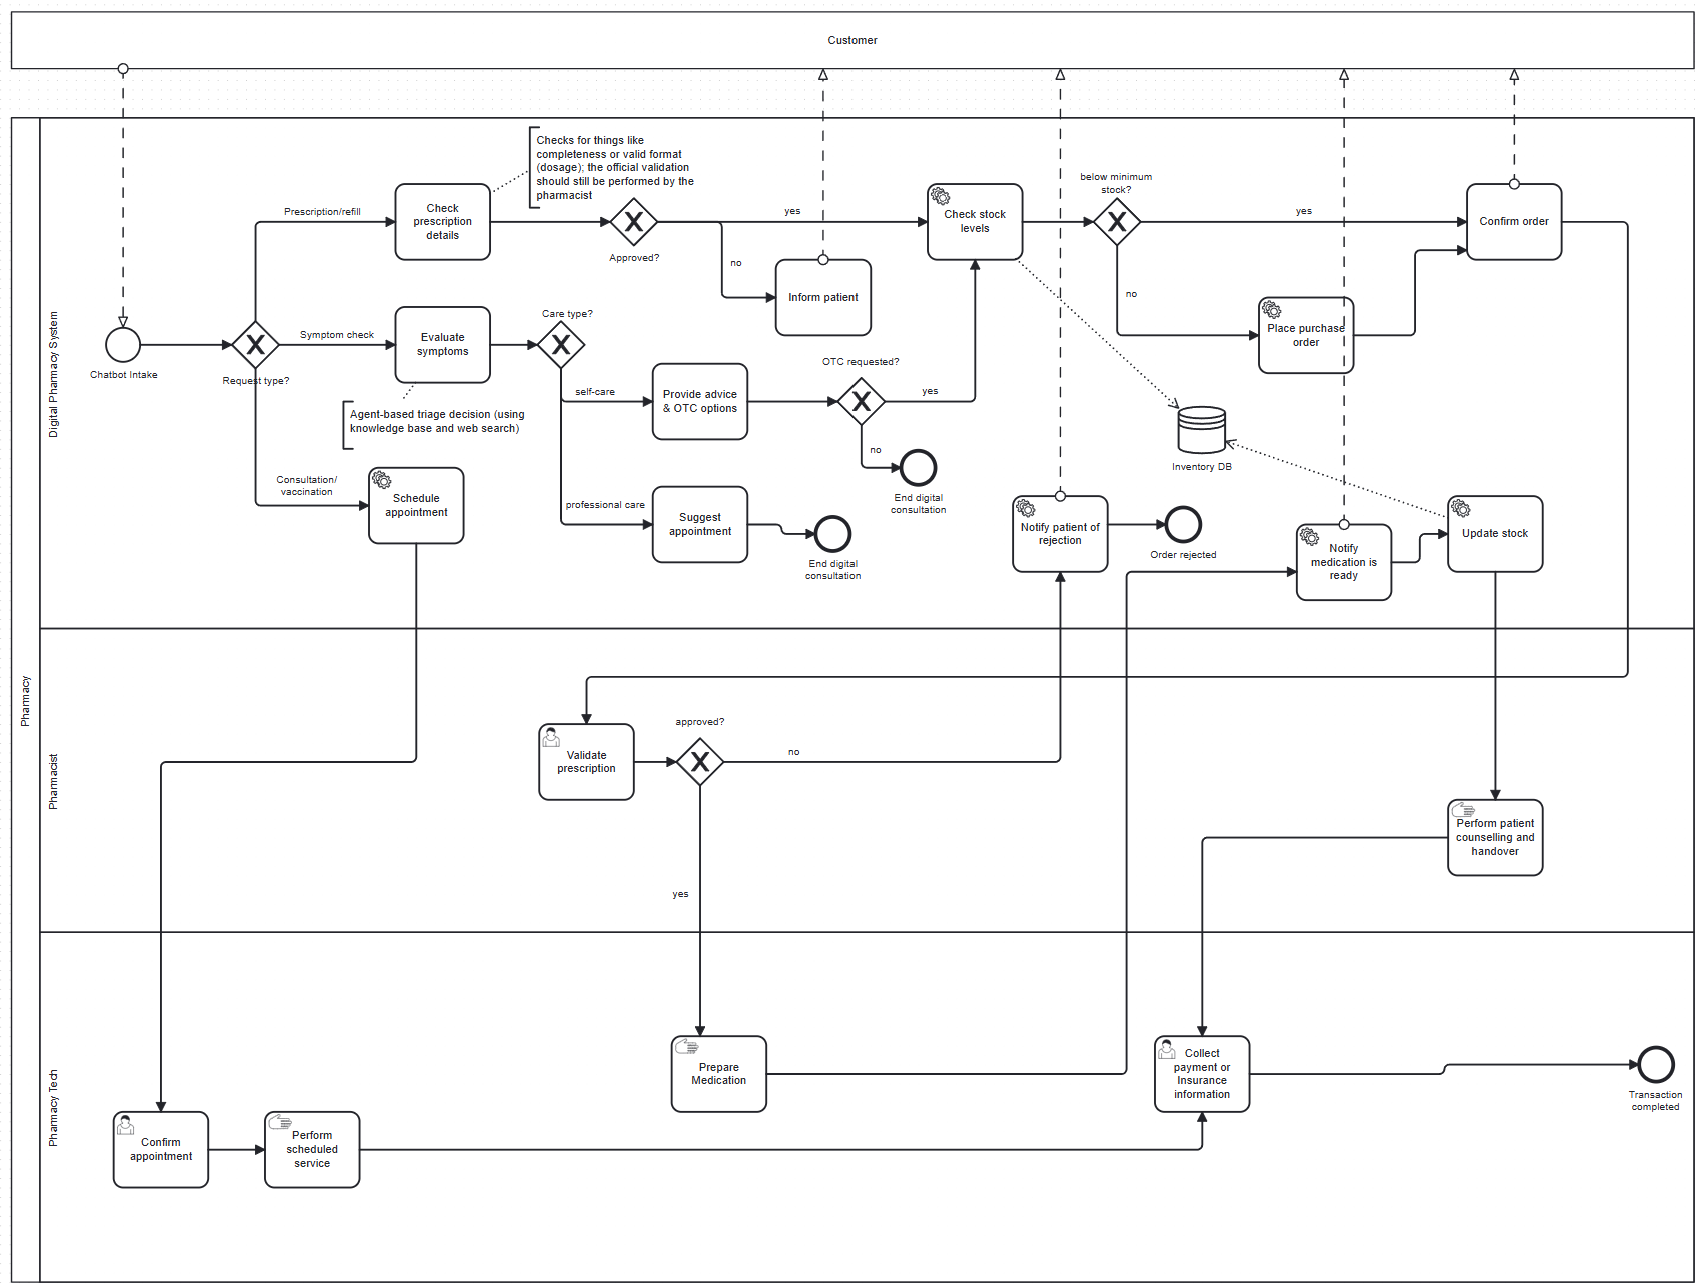 Customer
Pharmacy
Digital Pharmacy System
Checks for things like
completeness or valid format
(dosage); the official validation
should still be performed by the
pharmacist
Prescription/refill
Check
prescription
details
Approved?
yes
no
Inform patient
Check stock
levels
below minimum
stock?
yes
no
Confirm order
Place purchase
order
Chatbot Intake
Request type?
Symptom check
Evaluate
symptoms
Care type?
Agent-based triage decision (using
knowledge base and web search)
self-care
Provide advice
& OTC options
OTC requested?
yes
no
End digital
consultation
professional care
Suggest
appointment
End digital
consultation
Consultation/
vaccination
Schedule
appointment
Inventory DB
Notify patient of
rejection
Order rejected
Notify
medication is
ready
Update stock
Pharmacist
Validate
prescription
approved?
no
yes
Perform patient
counselling and
handover
Pharmacy Tech
Prepare
Medication
Collect
payment or
Insurance
information
Transaction
completed
Confirm
appointment
Perform
scheduled
service